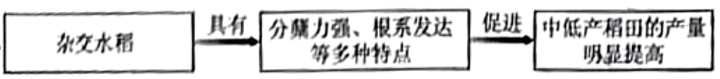 杂交水稻
具有
分蘖力强、根系发达
等多种特点
促进
中低产稻田的产量
明显提高